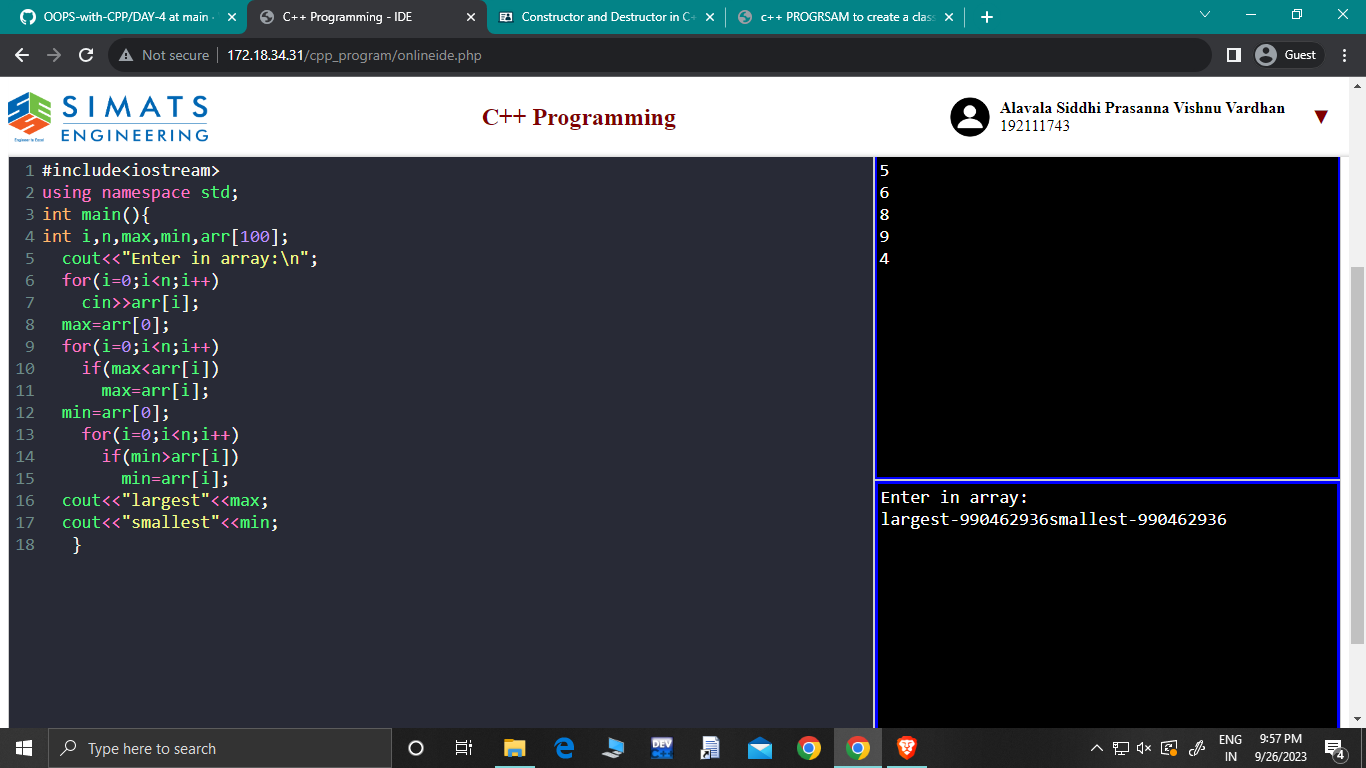 OOPS-with-CPP/DAY-4 at main ·
C++ Programming - IDE
Constructor and Destructor in C+
c++ PROGRSAM to create a class
Not secure
172.18.34.31/cpp_program/onlineide.php
Guest
SIMATS
ENGINEERING
Engineer to Excel
C++ Programming
Alavala Siddhi Prasanna Vishnu Vardhan
192111743
1 #include<iostream>
2 using namespace std;
3 int main(){
4 int i,n,max,min,arr[100];
5 cout<<"Enter in array:\n";
6 for(i=0;i<n;i++)
7 cin>>arr[i];
8 max=arr[0];
9 for(i=0;i<n;i++)
10 if(max<arr[i])
11 max=arr[i];
12 min=arr[0];
13 for(i=0;i<n;i++)
14 if(min>arr[i])
15 min=arr[i];
16 cout<<"largest"<<max;
17 cout<<"smallest"<<min;
18 }
5
6
8
9
4
Enter in array:
largest-990462936smallest-990462936
Type here to search
DEV
ENG
IN
9:57 PM
9/26/2023
4